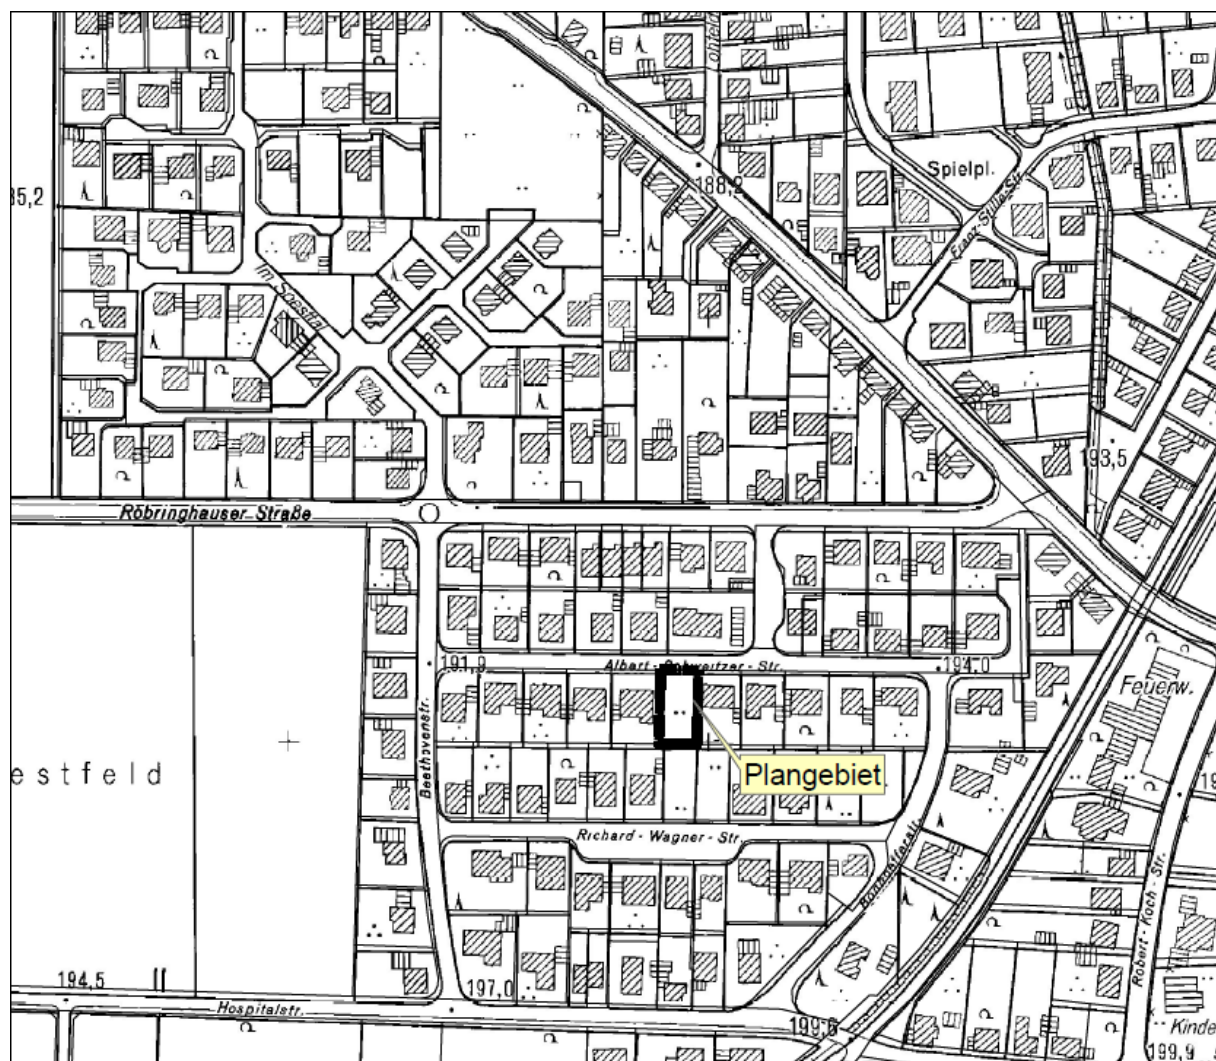 188,2
Spielpl.
35,2
Franz-Stille-Str.
Im Soestfal
193,5
Röbringhauser Straße
191,9
Albert - Schweitzer - Str.
194,0
Feuerw.
Beethovenstr.
Plangebiet
estfeld
Richard - Wagner - Str.
Robert - Koch - Str.
194,5
197,0
Hospitalstr.
199,6
Kinde
199,9